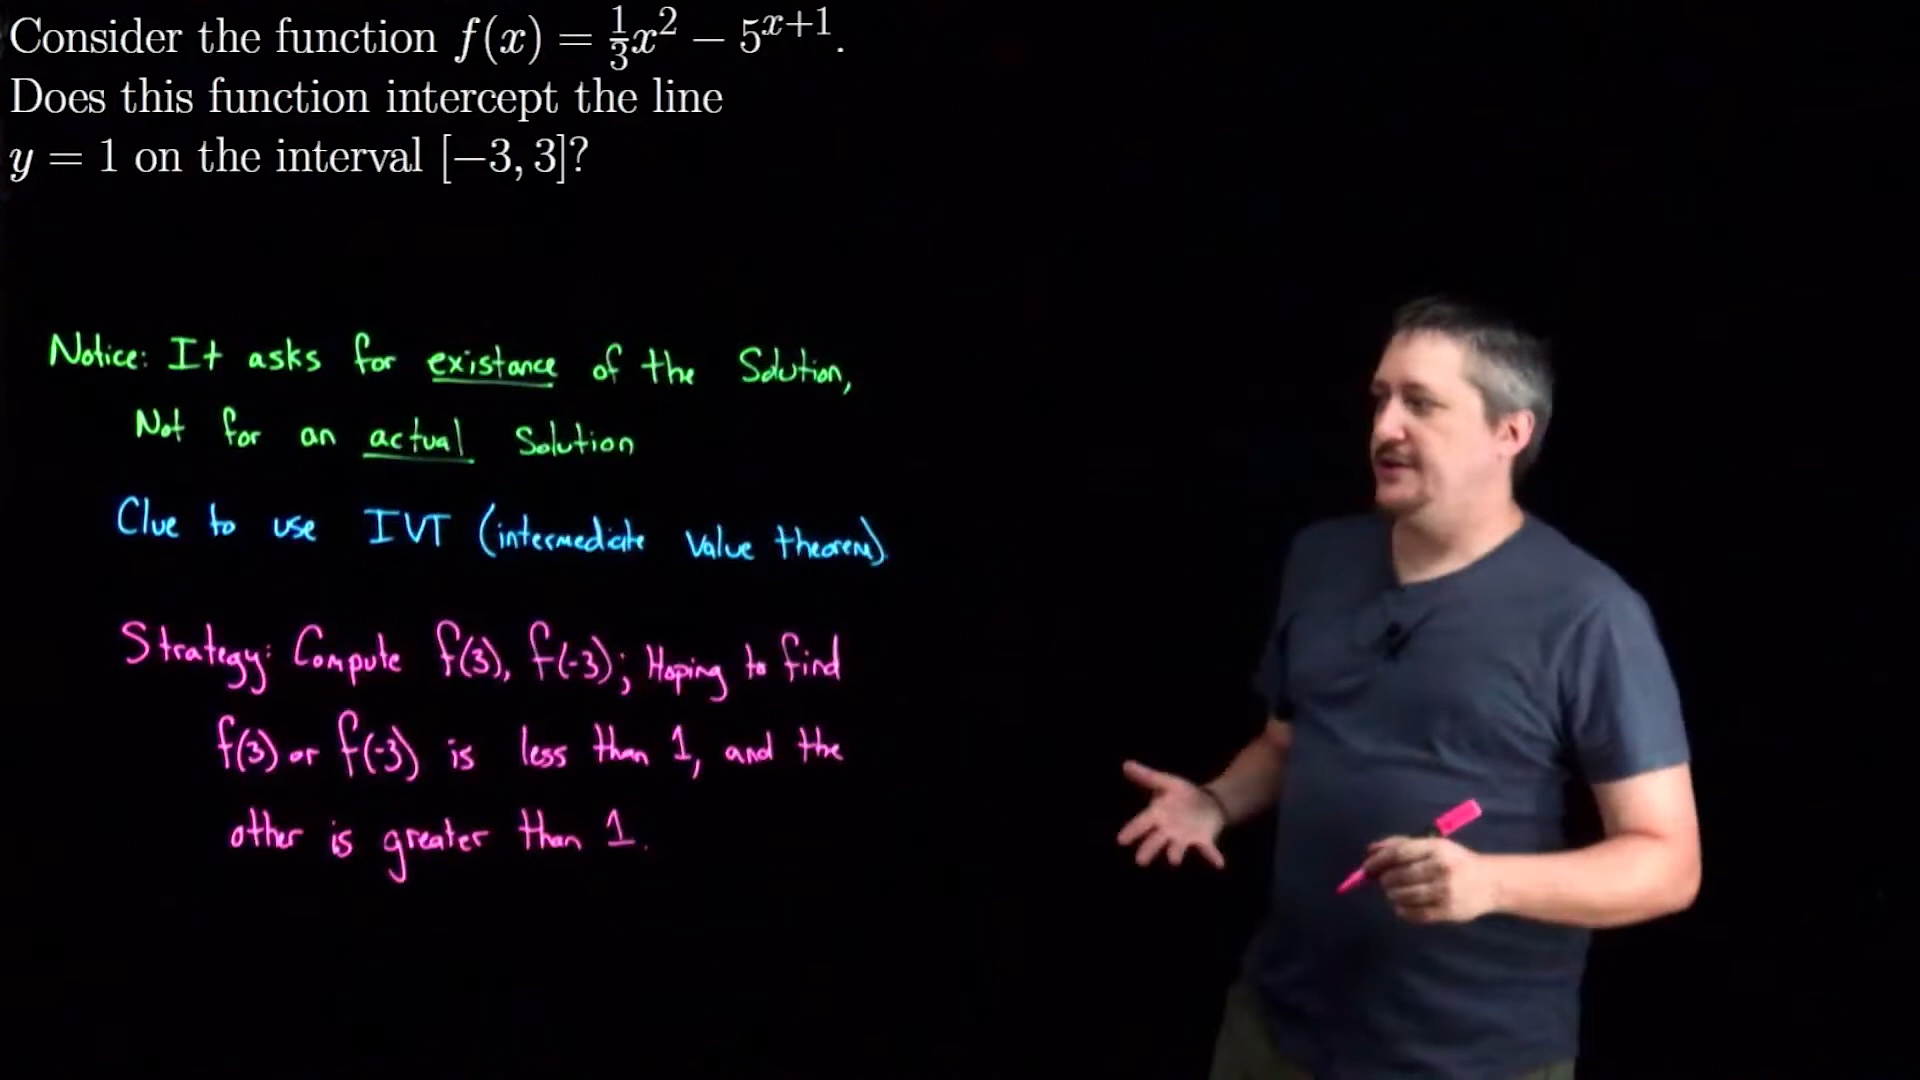 Consider the function f(x) = 1/3x² − 5^{x+1}.
Does this function intercept the line
y = 1 on the interval [−3, 3]?
Notice: It asks for existance of the Solution,
Not for an actual Solution
Clue to use IVT (intermediate value theorem)
Strategy: Compute f(3), f(-3); Hoping to find
f(3) or f(-3) is less than 1, and the
other is greater than 1.